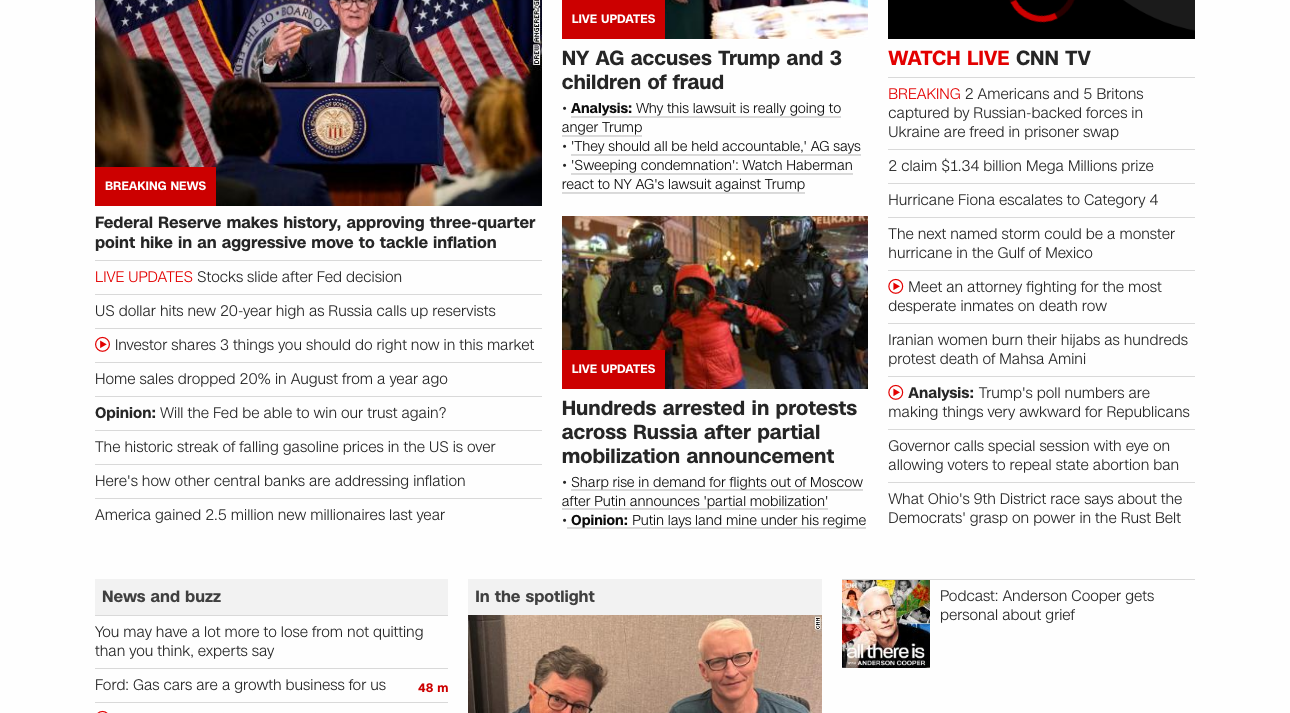 BREAKING NEWS
Federal Reserve makes history, approving three-quarter
point hike in an aggressive move to tackle inflation
LIVE UPDATES Stocks slide after Fed decision
US dollar hits new 20-year high as Russia calls up reservists
Investor shares 3 things you should do right now in this market
Home sales dropped 20% in August from a year ago
Opinion: Will the Fed be able to win our trust again?
The historic streak of falling gasoline prices in the US is over
Here's how other central banks are addressing inflation
America gained 2.5 million new millionaires last year
LIVE UPDATES
NY AG accuses Trump and 3
children of fraud
• Analysis: Why this lawsuit is really going to
anger Trump
• 'They should all be held accountable,' AG says
• 'Sweeping condemnation': Watch Haberman
react to NY AG's lawsuit against Trump
LIVE UPDATES
Hundreds arrested in protests
across Russia after partial
mobilization announcement
• Sharp rise in demand for flights out of Moscow
after Putin announces 'partial mobilization'
• Opinion: Putin lays land mine under his regime
WATCH LIVE CNN TV
BREAKING 2 Americans and 5 Britons
captured by Russian-backed forces in
Ukraine are freed in prisoner swap
2 claim $1.34 billion Mega Millions prize
Hurricane Fiona escalates to Category 4
The next named storm could be a monster
hurricane in the Gulf of Mexico
Meet an attorney fighting for the most
desperate inmates on death row
Iranian women burn their hijabs as hundreds
protest death of Mahsa Amini
Analysis: Trump's poll numbers are
making things very awkward for Republicans
Governor calls special session with eye on
allowing voters to repeal state abortion ban
What Ohio's 9th District race says about the
Democrats' grasp on power in the Rust Belt
News and buzz
You may have a lot more to lose from not quitting
than you think, experts say
Ford: Gas cars are a growth business for us 48 m
In the spotlight
CNN
all there is
ANDERSON COOPER
Podcast: Anderson Cooper gets
personal about grief